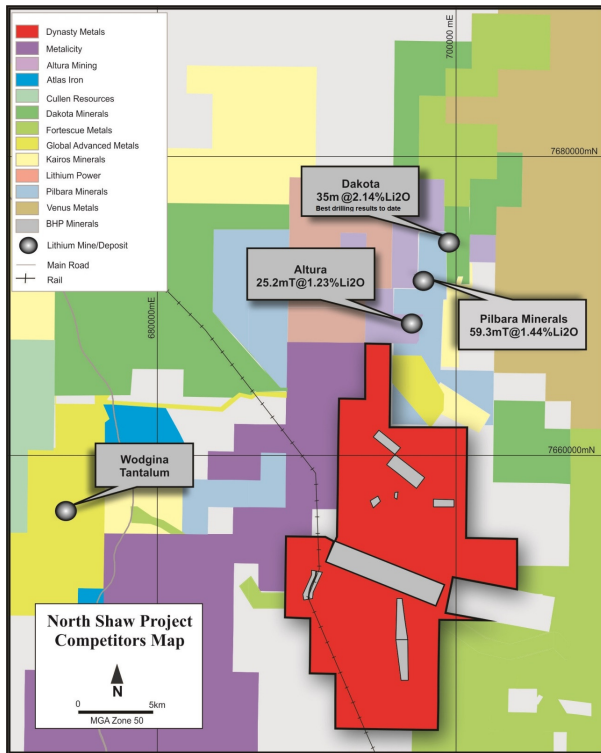 Dynasty Metals
Metalicity
Altura Mining
Atlas Iron
Cullen Resources
Dakota Minerals
Fortescue Metals
Global Advanced Metals
Kairos Minerals
Lithium Power
Pilbara Minerals
Venus Metals
BHP Minerals
Lithium Mine/Deposit
Main Road
Rail
700000 mE
7680000mN
Dakota
35m @2.14%Li2O
Best drilling results to date
Altura
25.2mT@1.23%Li2O
Pilbara Minerals
59.3mT@1.44%Li2O
680000mE
7660000mN
Wodgina
Tantalum
North Shaw Project
Competitors Map
N
0 5km
MGA Zone 50